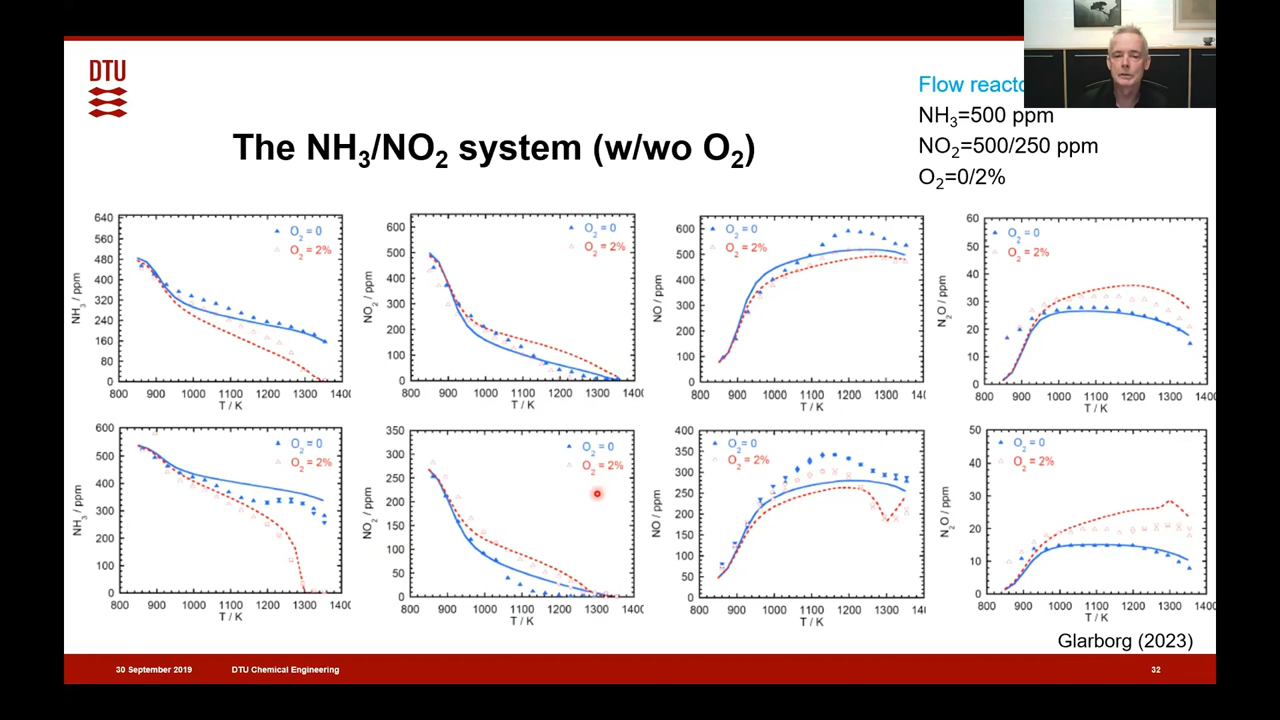 DTU
Flow reacto
NH₃=500 ppm
NO₂=500/250 ppm
O₂=0/2%
The NH₃/NO₂ system (w/wo O₂)
640
560
480
400
320
240
160
80
0
NH₃ / ppm
O₂ = 0
O₂ = 2%
800 900 1000 1100 1200 1300 1400
T / K
600
500
400
300
200
100
0
NO₂ / ppm
O₂ = 0
O₂ = 2%
800 900 1000 1100 1200 1300 1400
T / K
600
500
400
300
200
100
0
NO / ppm
O₂ = 0
O₂ = 2%
800 900 1000 1100 1200 1300
T / K
60
50
40
30
20
10
0
N₂O / ppm
O₂ = 0
O₂ = 2%
800 900 1000 1100 1200 1300 1400
T / K
600
500
400
300
200
100
0
NH₃ / ppm
O₂ = 0
O₂ = 2%
800 900 1000 1100 1200 1300 1400
T / K
350
300
250
200
150
100
50
0
NO₂ / ppm
O₂ = 0
O₂ = 2%
800 900 1000 1100 1200 1300 1400
T / K
400
350
300
250
200
150
100
50
0
NO / ppm
O₂ = 0
O₂ = 2%
800 900 1000 1100 1200 1300
T / K
50
40
30
20
10
0
N₂O / ppm
O₂ = 0
O₂ = 2%
800 900 1000 1100 1200 1300 1400
T / K
Glarborg (2023)
30 September 2019
DTU Chemical Engineering
32